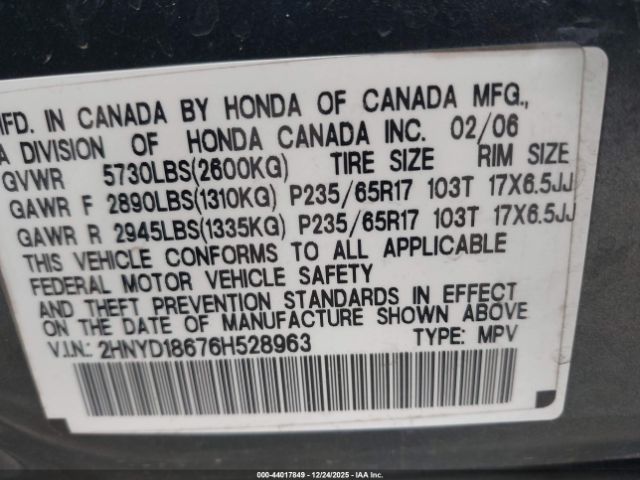 MFD. IN CANADA BY HONDA OF CANADA MFG.,
A DIVISION OF HONDA CANADA INC. 02/06
GVWR 5730LBS(2600KG) TIRE SIZE RIM SIZE
GAWR F 2890LBS(1310KG) P235/65R17 103T 17X6.5JJ
GAWR R 2945LBS(1335KG) P235/65R17 103T 17X6.5JJ
THIS VEHICLE CONFORMS TO ALL APPLICABLE
FEDERAL MOTOR VEHICLE SAFETY
AND THEFT PREVENTION STANDARDS IN EFFECT
ON THE DATE OF MANUFACTURE SHOWN ABOVE
V.I.N.: 2HNYD18676H528963 TYPE: MPV
000-44017849 - 12/24/2025 - IAA Inc.